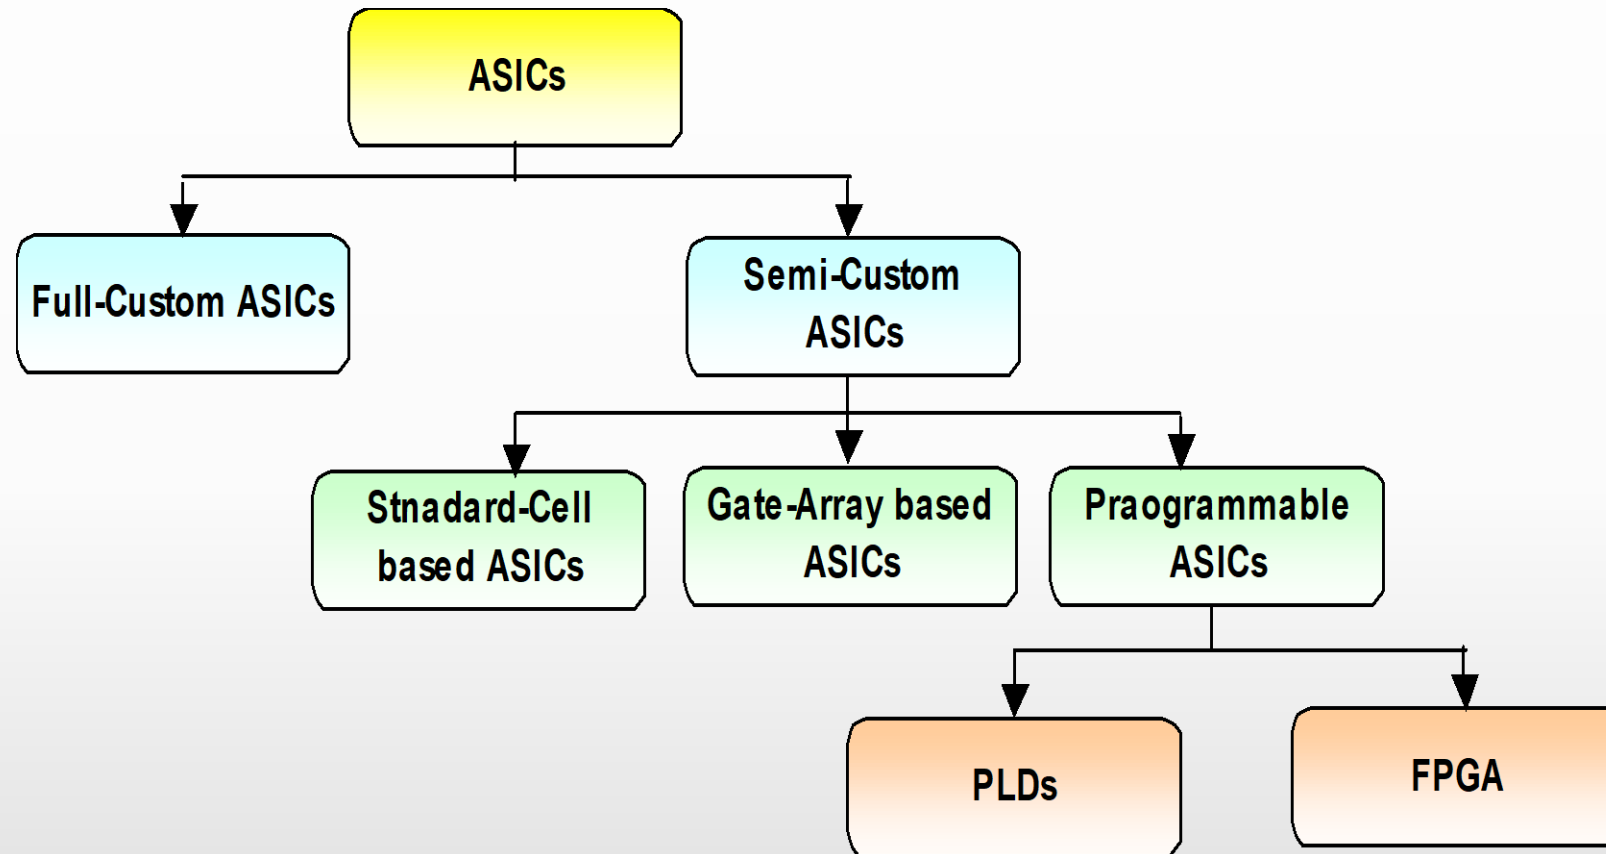 ASICs
Full-Custom ASICs
Semi-Custom
ASICs
Stnadard-Cell
based ASICs
Gate-Array based
ASICs
Praogrammable
ASICs
PLDs
FPGA